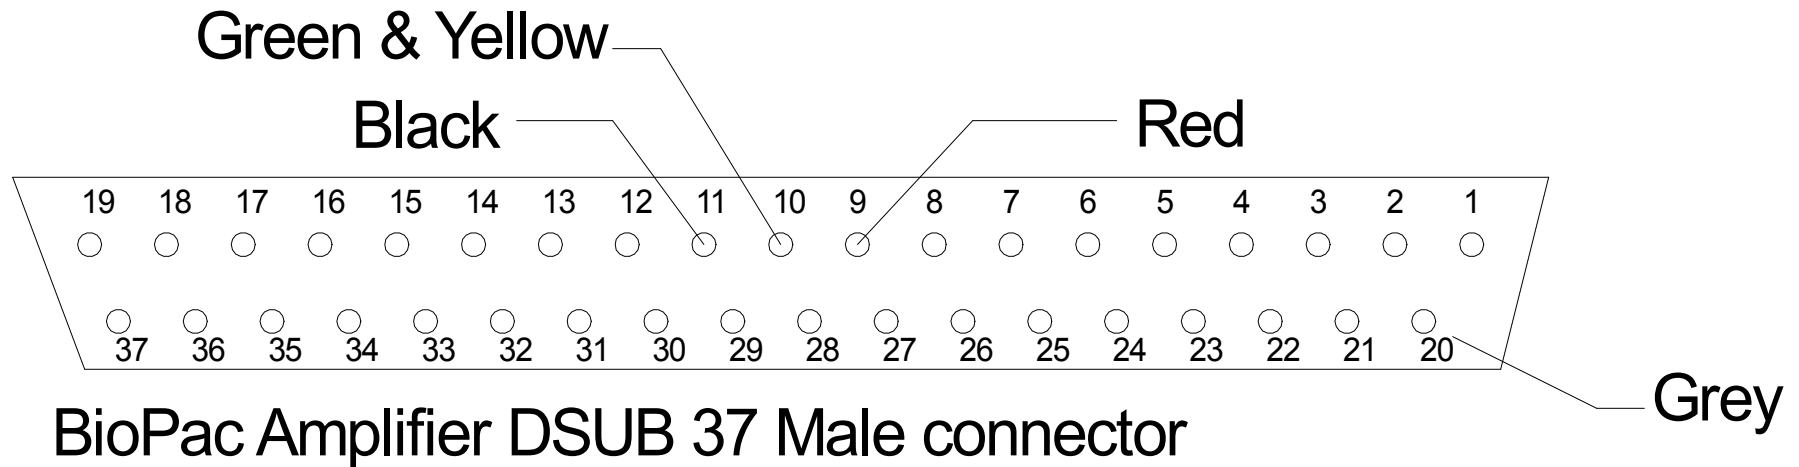 Green & Yellow
Black
Red
19 18 17 16 15 14 13 12 11 10 9 8 7 6 5 4 3 2 1
37 36 35 34 33 32 31 30 29 28 27 26 25 24 23 22 21 20
Grey
BioPac Amplifier DSUB 37 Male connector